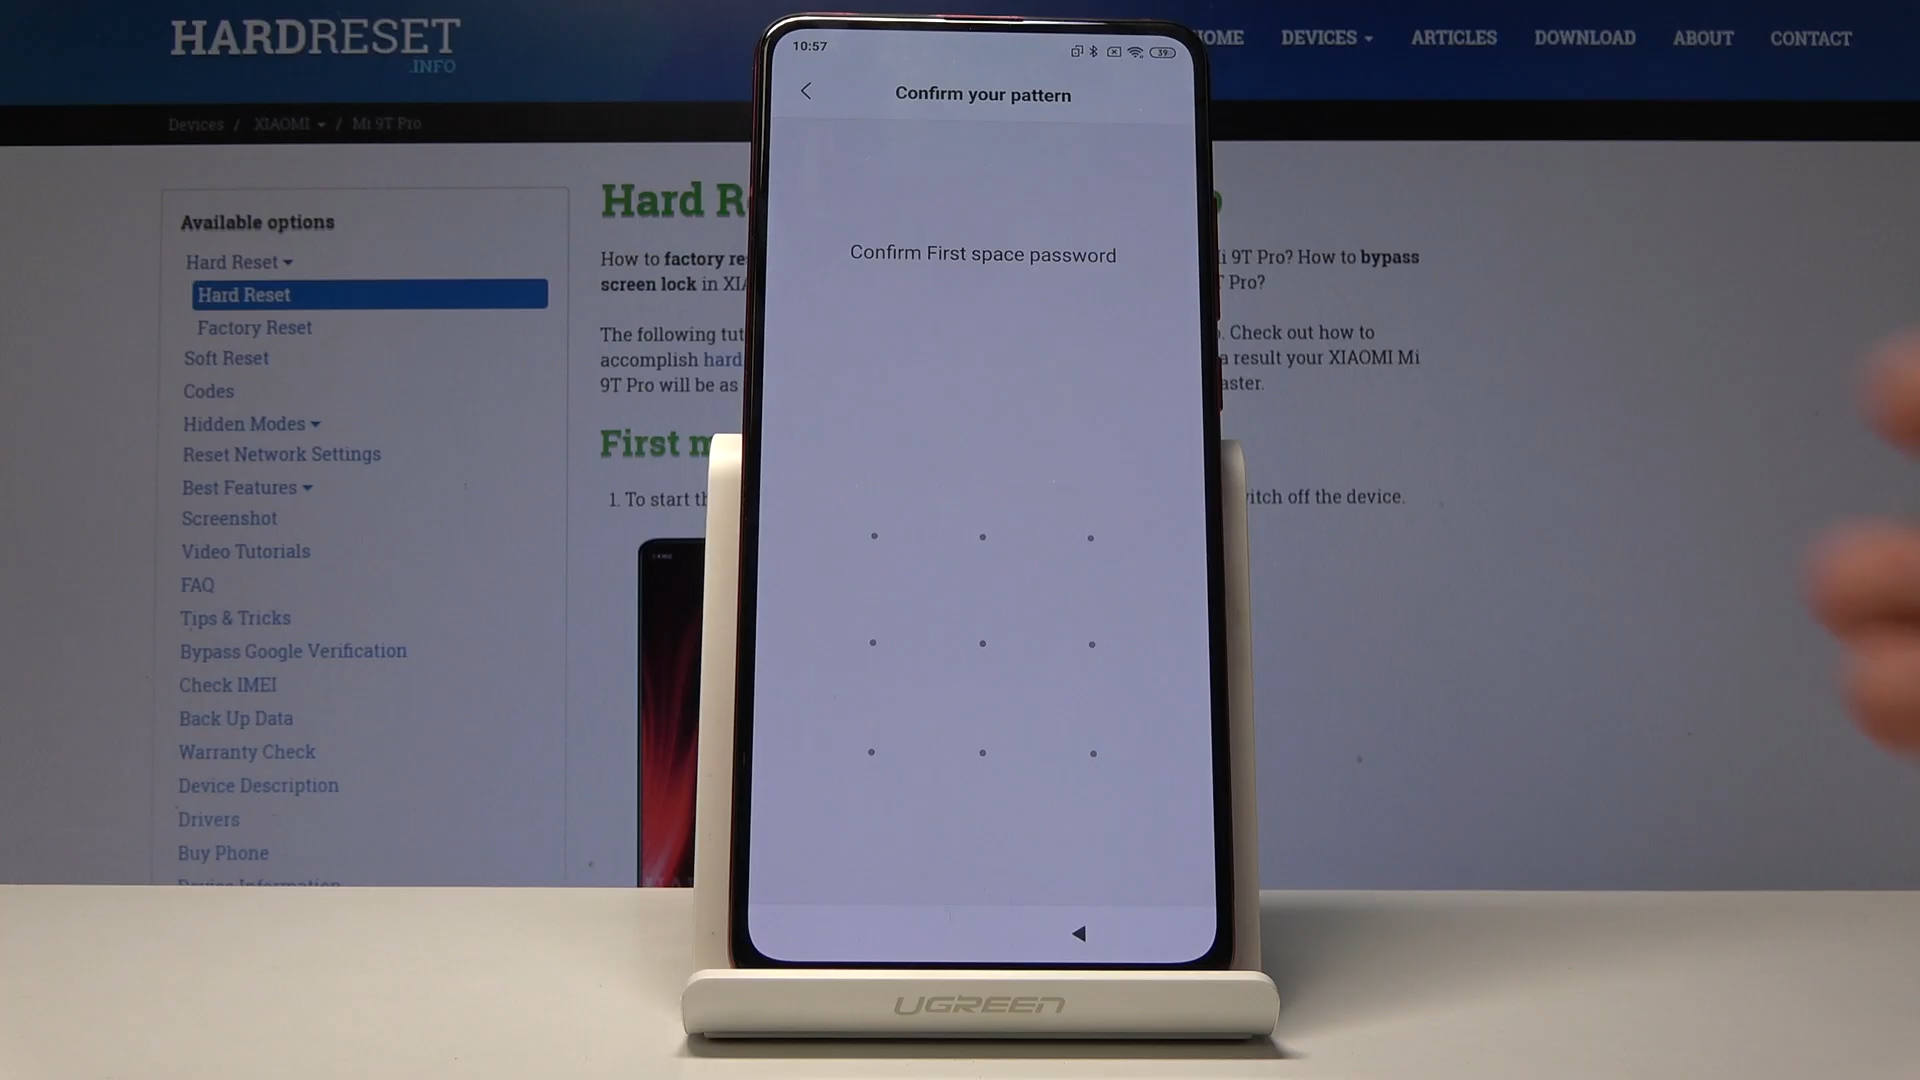 HARDRESET
.INFO
HOME DEVICES ARTICLES DOWNLOAD ABOUT CONTACT
Devices / XIAOMI / Mi 9T Pro
Available options
Hard Reset
Hard Reset
Factory Reset
Soft Reset
Codes
Hidden Modes
Reset Network Settings
Best Features
Screenshot
Video Tutorials
FAQ
Tips & Tricks
Bypass Google Verification
Check IMEI
Back Up Data
Warranty Check
Device Description
Drivers
Buy Phone
Device Information
Hard R
How to factory re i 9T Pro? How to bypass
screen lock in XIA Pro?
The following tut . Check out how to
accomplish hard a result your XIAOMI Mi
9T Pro will be as aster.
First m
1. To start th itch off the device.
10:57
39
Confirm your pattern
Confirm First space password
UGREEN